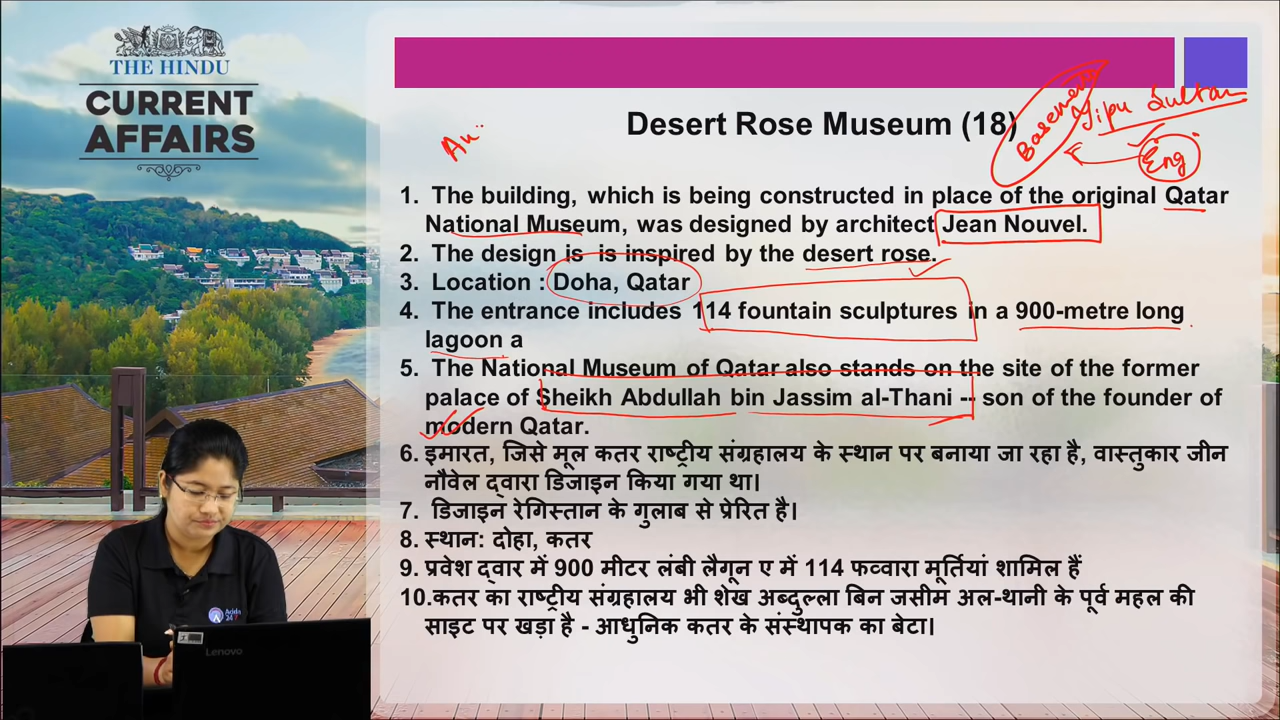 THE HINDU
CURRENT
AFFAIRS
Desert Rose Museum (18)
Basement
Tipu Sultan
Eng
An
1. The building, which is being constructed in place of the original Qatar
National Museum, was designed by architect Jean Nouvel.
2. The design is is inspired by the desert rose.
3. Location : Doha, Qatar
4. The entrance includes 114 fountain sculptures in a 900-metre long
lagoon a
5. The National Museum of Qatar also stands on the site of the former
palace of Sheikh Abdullah bin Jassim al-Thani -- son of the founder of
modern Qatar.
6. इमारत, जिसे मूल कतर राष्ट्रीय संग्रहालय के स्थान पर बनाया जा रहा है, वास्तुकार जीन
नौवेल द्वारा डिजाइन किया गया था।
7. डिजाइन रेगिस्तान के गुलाब से प्रेरित है।
8. स्थान: दोहा, कतर
9. प्रवेश द्वार में 900 मीटर लंबी लैगून ए में 114 फव्वारा मूर्तियां शामिल हैं
10.कतर का राष्ट्रीय संग्रहालय भी शेख अब्दुल्ला बिन जसीम अल-थानी के पूर्व महल की
साइट पर खड़ा है - आधुनिक कतर के संस्थापक का बेटा।
Adda
247
Lenovo